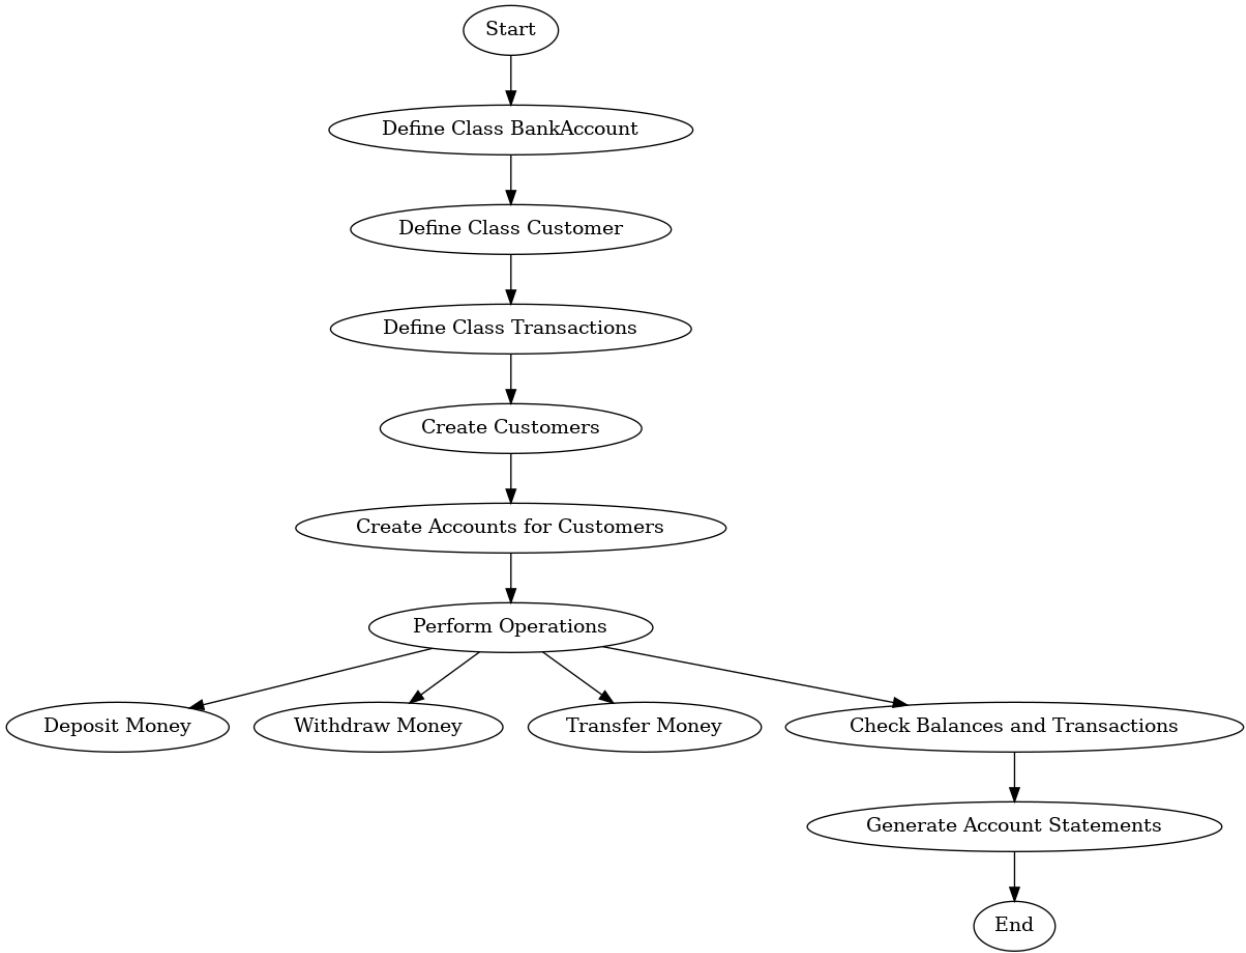 Start
Define Class BankAccount
Define Class Customer
Define Class Transactions
Create Customers
Create Accounts for Customers
Perform Operations
Deposit Money
Withdraw Money
Transfer Money
Check Balances and Transactions
Generate Account Statements
End